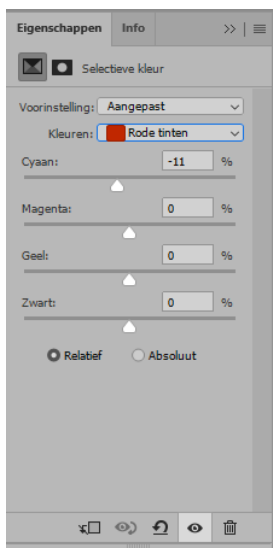 Eigenschappen Info
Selectieve kleur
Voorinstelling: Aangepast
Kleuren: Rode tinten
Cyaan: -11 %
Magenta: 0 %
Geel: 0 %
Zwart: 0 %
Relatief Absoluut